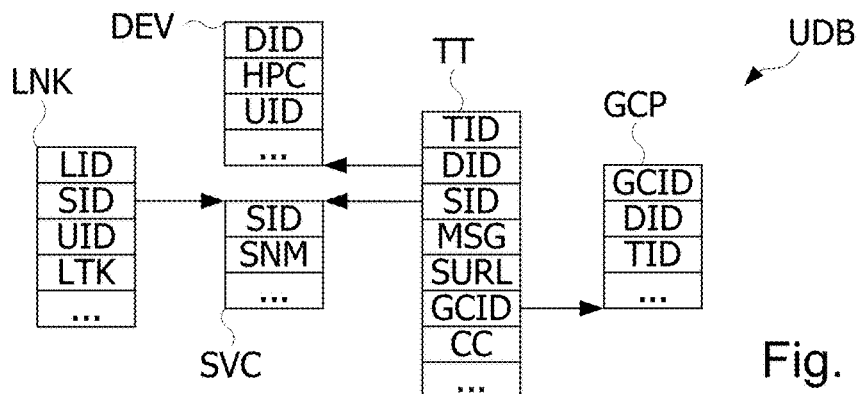 DEV
DID
HPC
UID
...
LNK
LID
SID
UID
LTK
...
SID
SNM
...
SVC
TT
TID
DID
SID
MSG
SURL
GCID
CC
...
GCP
GCID
DID
TID
...
UDB
Fig.